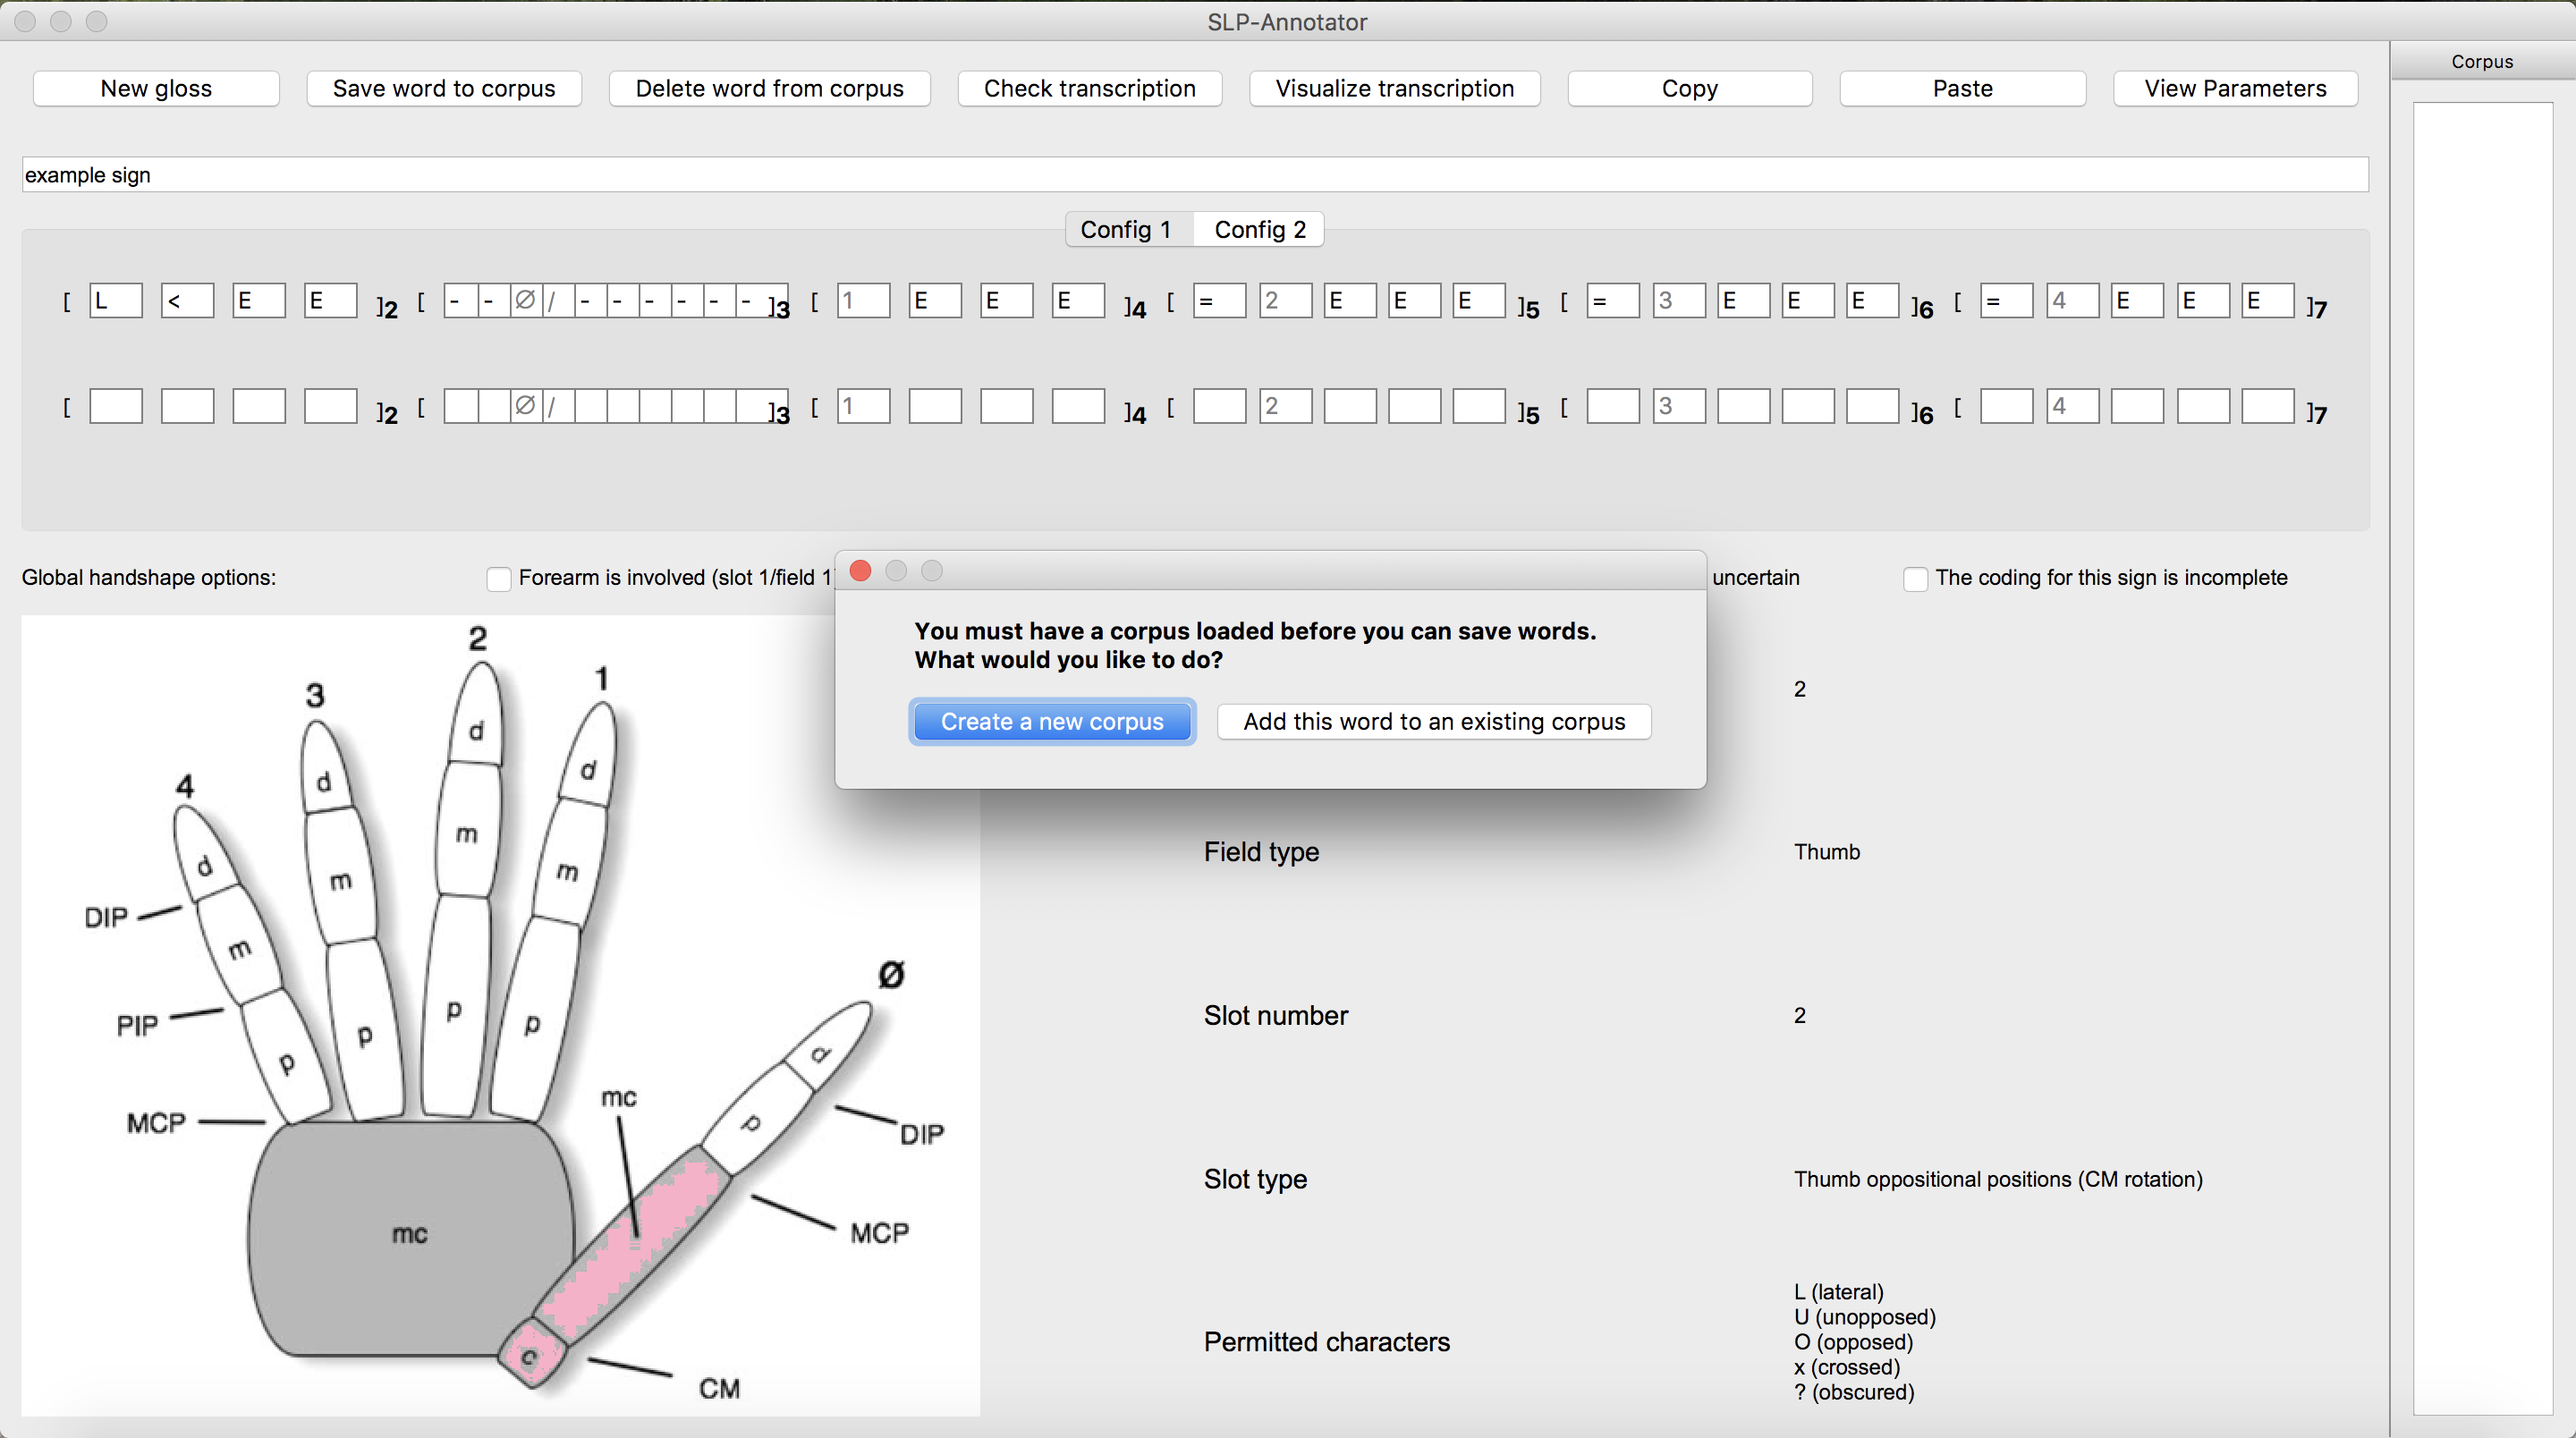 SLP-Annotator
Corpus
New gloss Save word to corpus Delete word from corpus Check transcription Visualize transcription Copy Paste View Parameters
example sign
Config 1 Config 2
[ L < E E ]2 [ - - ∅ / - - - - - - ]3 [ 1 E E E ]4 [ = 2 E E E ]5 [ = 3 E E E ]6 [ = 4 E E E ]7
[ ]2 [ ∅ / ]3 [ 1 ]4 [ 2 ]5 [ 3 ]6 [ 4 ]7
Global handshape options: Forearm is involved (slot 1/field 1 uncertain The coding for this sign is incomplete
You must have a corpus loaded before you can save words.
What would you like to do?
Create a new corpus Add this word to an existing corpus
2
Field type Thumb
Slot number 2
Slot type Thumb oppositional positions (CM rotation)
Permitted characters
L (lateral)
U (unopposed)
O (opposed)
x (crossed)
? (obscured)
2
1
3
4
Ø
d
d
d
d
d
m
m
m
m
p
p
p
p
p
DIP
PIP
MCP
mc
mc
c
DIP
MCP
CM